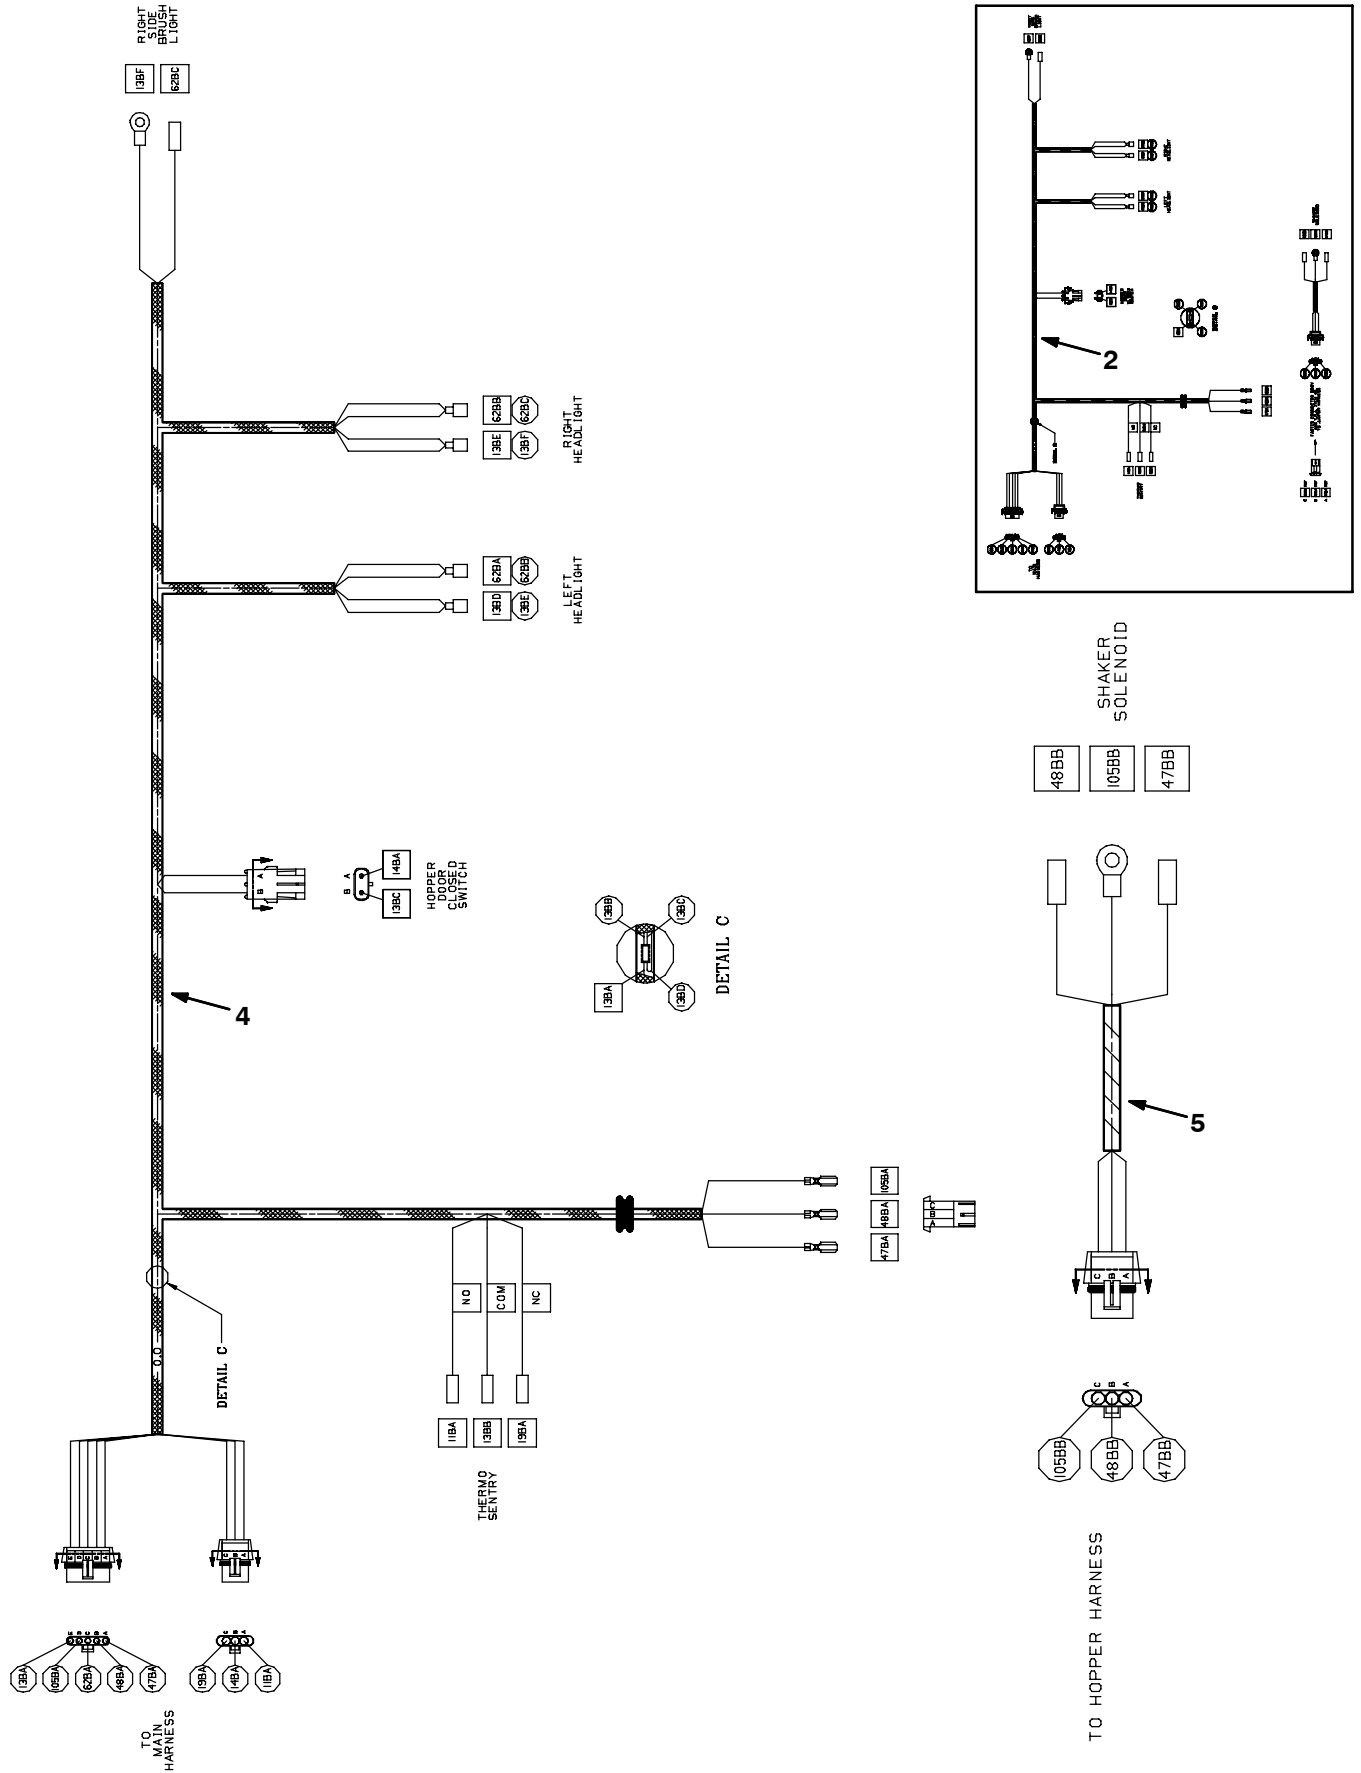 RIGHT
SIDE
BRUSH
LIGHT
13BF
62BC
62BB
62BC
13BE
13BF
RIGHT
HEADLIGHT
62BA
62BB
13BD
13BE
LEFT
HEADLIGHT
B A
A
B
14BA
13BC
HOPPER
DOOR
CLOSED
SWITCH
13BB
13BC
13BA
13BD
DETAIL C
4
2
SHAKER
SOLENOID
48BB
105BB
47BB
5
C
B
A
C
B
A
105BB
48BB
47BB
TO HOPPER HARNESS
105BA
48BA
47BA
C
B
A
NO
COM
NC
11BA
13BB
19BA
THERMO
SENTRY
0.0
DETAIL C
E
D
C
B
A
C
B
A
E
D
C
B
A
C
B
A
13BA
105BA
62BA
48BA
47BA
19BA
14BA
11BA
TO
MAIN
HARNESS